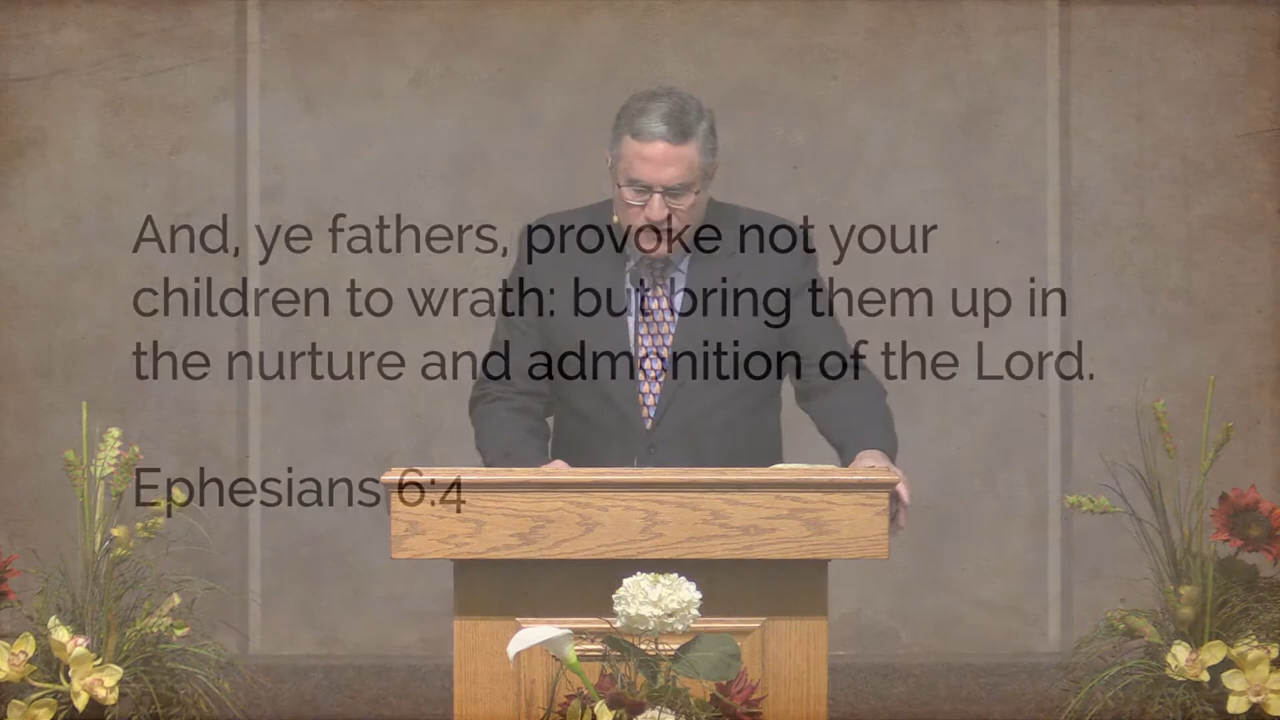 And, ye fathers, provoke not your
children to wrath: but bring them up in
the nurture and admonition of the Lord.
Ephesians 6:4